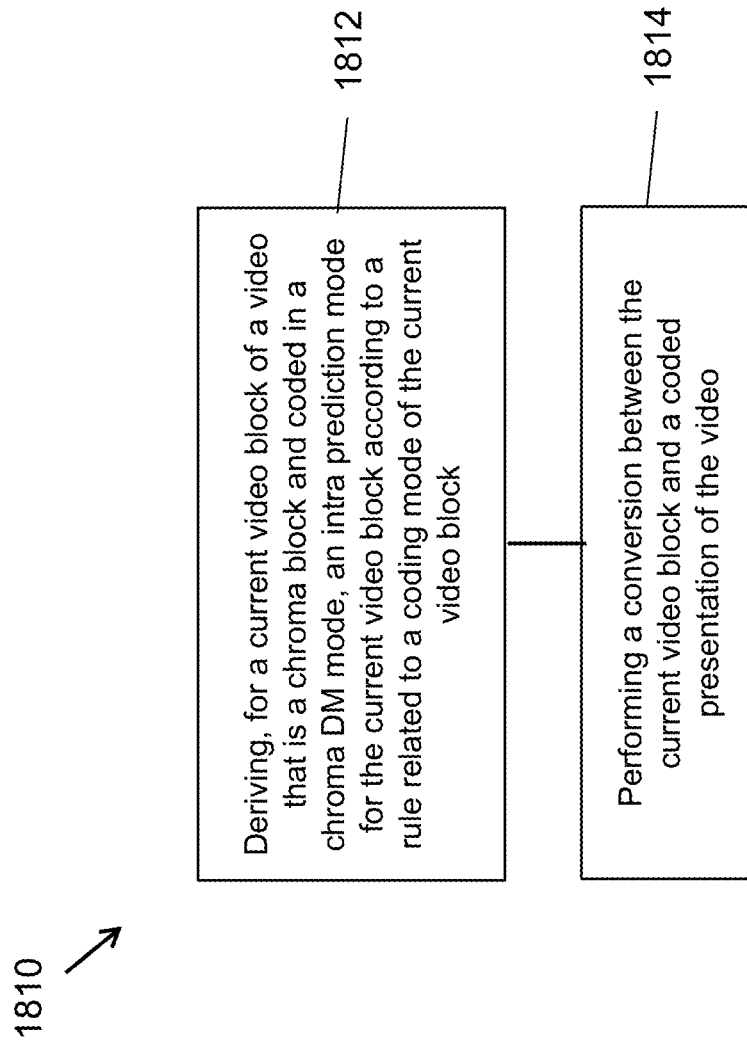 1810
Deriving, for a current video block of a video
that is a chroma block and coded in a
chroma DM mode, an intra prediction mode
for the current video block according to a
rule related to a coding mode of the current
video block
1812
Performing a conversion between the
current video block and a coded
presentation of the video
1814